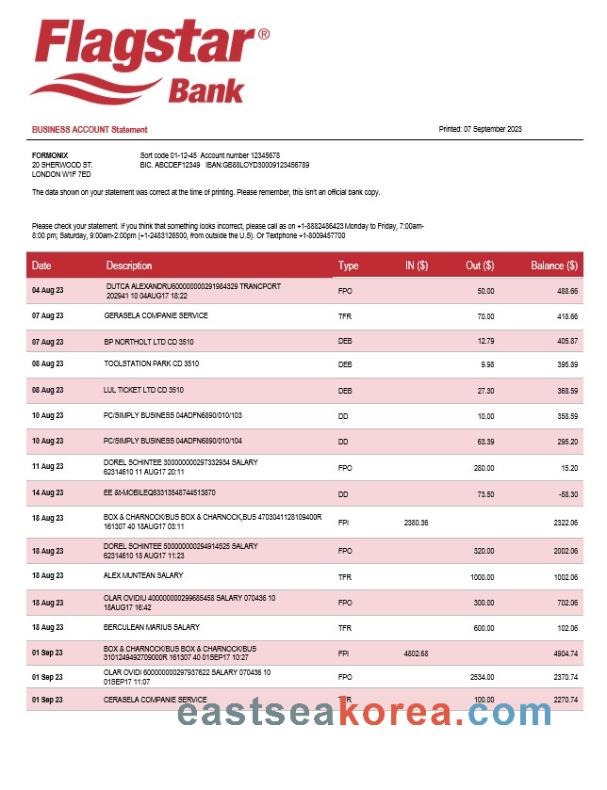 Flagstar®
Bank
BUSINESS ACCOUNT Statement
Printed: 07 September 2023
FORMONIX Sort code 01-12-45 Account number 12345678
20 SHERWOOD ST. BIC. ABCDEF12349 IBAN:GB88LOYD30009123456789
LONDON W1F 7ED
The data shown on your statement was correct at the time of printing. Please remember, this isn't an official bank copy.
Please check your statement. If you think that something looks incorrect, please call as on +1-8882486423 Monday to Friday, 7:00am-
8:00 pm; Saturday, 9:00am-2:00pm (+1-2483126500, from outside the U.S). Or Textphone +1-8009457700
Date Description Type IN ($) Out ($) Balance ($)
04 Aug 23 DUTCA ALEXANDRU600000000291984329 TRANCPORT
202941 10 04AUG17 18:22 FPO 50.00 488.66
07 Aug 23 GERASELA COMPANIE SERVICE TFR 70.00 418.66
07 Aug 23 BP NORTHOLT LTD CD 3510 DEB 12.79 405.87
08 Aug 23 TOOLSTATION PARK CD 3510 DEB 9.98 395.89
08 Aug 23 LUL TICKET LTD CD 3510 DEB 27.30 368.59
10 Aug 23 PC/SIMPLY BUSINESS 04ADFN6890/010/103 DD 10.00 358.59
10 Aug 23 PC/SIMPLY BUSINESS 04ADFN6890/010/104 DD 63.39 295.20
11 Aug 23 DOREL SCHINTEE 300000000297332934 SALARY
62314610 11 AUG17 20:11 FPO 280.00 15.20
14 Aug 23 EE &MOBILEQ63313548744513870 DD 73.50 -58.30
18 Aug 23 BOX & CHARNOCK/BUS BOX & CHARNOCK,BUS 4703041128109400R
161307 40 18AUG17 03:11 FPI 2380.36 2322.06
18 Aug 23 DOREL SCHINTEE 500000000294914525 SALARY
62314610 18 AUG17 11:23 FPO 320.00 2002.06
18 Aug 23 ALEX MUNTEAN SALARY TFR 1000.00 1002.06
18 Aug 23 OLAR OVIDIU 400000000299685458 SALARY 070436 10
18AUG17 16:42 FPO 300.00 702.06
18 Aug 23 BERCULEAN MARIUS SALARY TFR 600.00 102.06
01 Sep 23 BOX & CHARNOCK/BUS BOX & CHARNOCK/BUS
3101249492709000R 161307 40 01SEP17 10:27 FPI 4802.68 4904.74
01 Sep 23 OLAR OVIDI 600000000297937622 SALARY 070436 10
01SEP17 11:07 FPO 2534.00 2370.74
01 Sep 23 CERASELA COMPANIE SERVICE 100.00 2270.74
eastseakorea.com